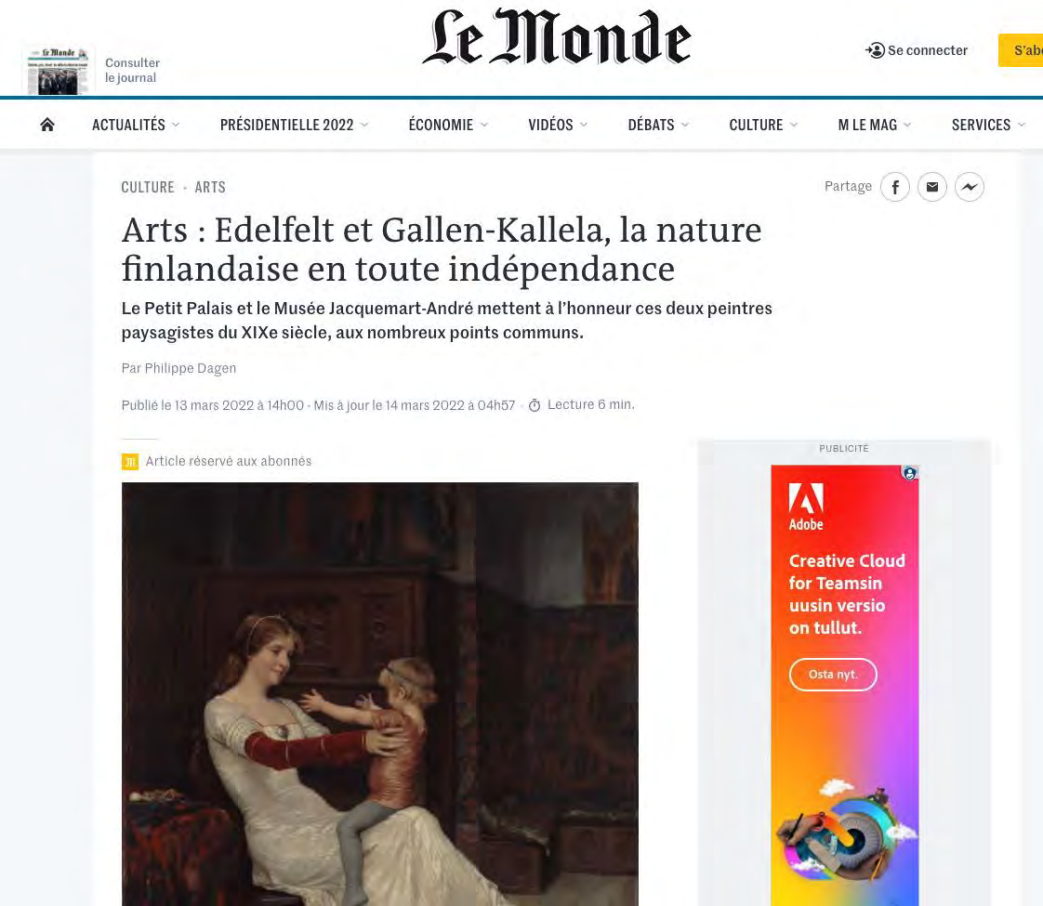 Le Monde
Le Monde
Consulter
le journal
Se connecter
S'abo
ACTUALITÉS
PRÉSIDENTIELLE 2022
ÉCONOMIE
VIDÉOS
DÉBATS
CULTURE
M LE MAG
SERVICES
CULTURE • ARTS
Partage
Arts : Edelfelt et Gallen-Kallela, la nature
finlandaise en toute indépendance
Le Petit Palais et le Musée Jacquemart-André mettent à l’honneur ces deux peintres
paysagistes du XIXe siècle, aux nombreux points communs.
Par Philippe Dagen
Publié le 13 mars 2022 à 14h00 - Mis à jour le 14 mars 2022 à 04h57 · Lecture 6 min.
Article réservé aux abonnés
PUBLICITÉ
Adobe
Creative Cloud
for Teamsin
uusin versio
on tullut.
Osta nyt.